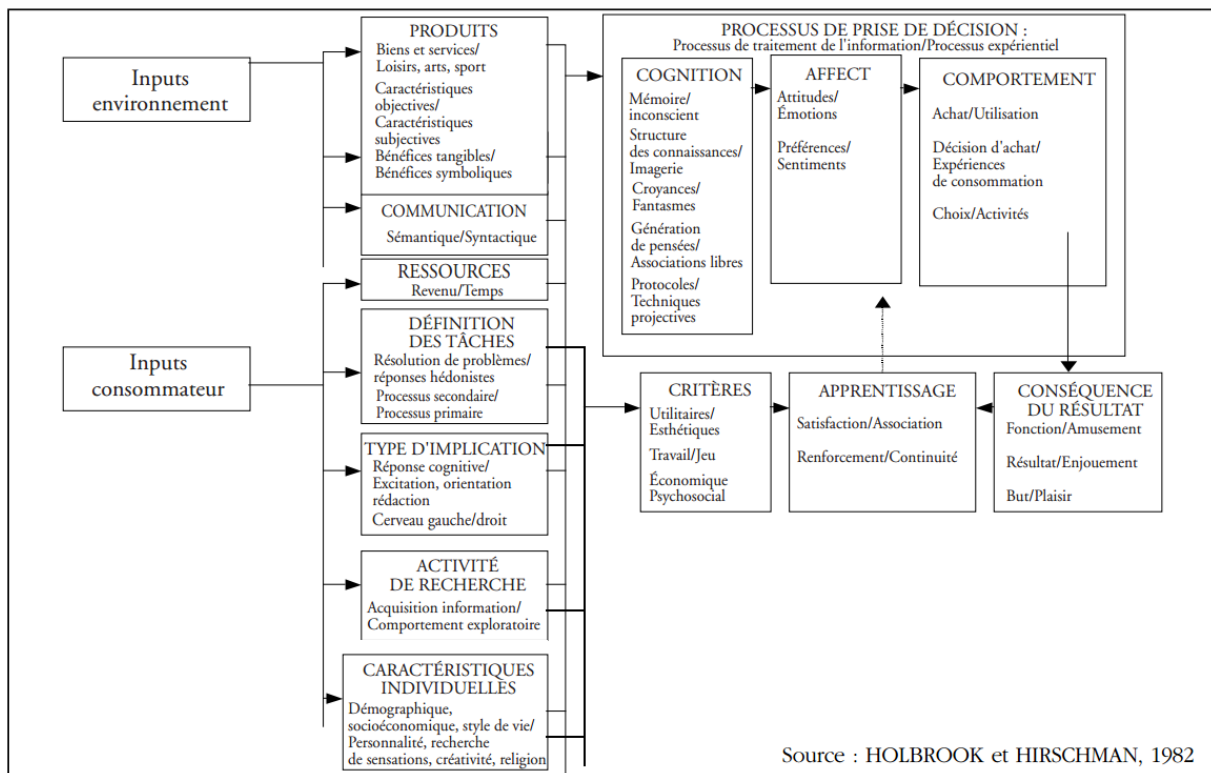 Inputs
environnement
PRODUITS
Biens et services/
Loisirs, arts, sport
Caractéristiques
objectives/
Caractéristiques
subjectives
Bénéfices tangibles/
Bénéfices symboliques
COMMUNICATION
Sémantique/Syntactique
Inputs
consommateur
RESSOURCES
Revenu/Temps
DÉFINITION
DES TÂCHES
Résolution de problèmes/
réponses hédonistes
Processus secondaire/
Processus primaire
TYPE D'IMPLICATION
Réponse cognitive/
Excitation, orientation
rédaction
Cerveau gauche/droit
ACTIVITÉ
DE RECHERCHE
Acquisition information/
Comportement exploratoire
CARACTÉRISTIQUES
INDIVIDUELLES
Démographique,
socioéconomique, style de vie/
Personnalité, recherche
de sensations, créativité, religion
PROCESSUS DE PRISE DE DÉCISION :
Processus de traitement de l'information/Processus expérientiel
COGNITION
Mémoire/
inconscient
Structure
des connaissances/
Imagerie
Croyances/
Fantasmes
Génération
de pensées/
Associations libres
Protocoles/
Techniques
projectives
AFFECT
Attitudes/
Émotions
Préférences/
Sentiments
COMPORTEMENT
Achat/Utilisation
Décision d'achat/
Expériences
de consommation
Choix/Activités
CRITÈRES
Utilitaires/
Esthétiques
Travail/Jeu
Économique
Psychosocial
APPRENTISSAGE
Satisfaction/Association
Renforcement/Continuité
CONSÉQUENCE
DU RÉSULTAT
Fonction/Amusement
Résultat/Enjouement
But/Plaisir
Source : HOLBROOK et HIRSCHMAN, 1982